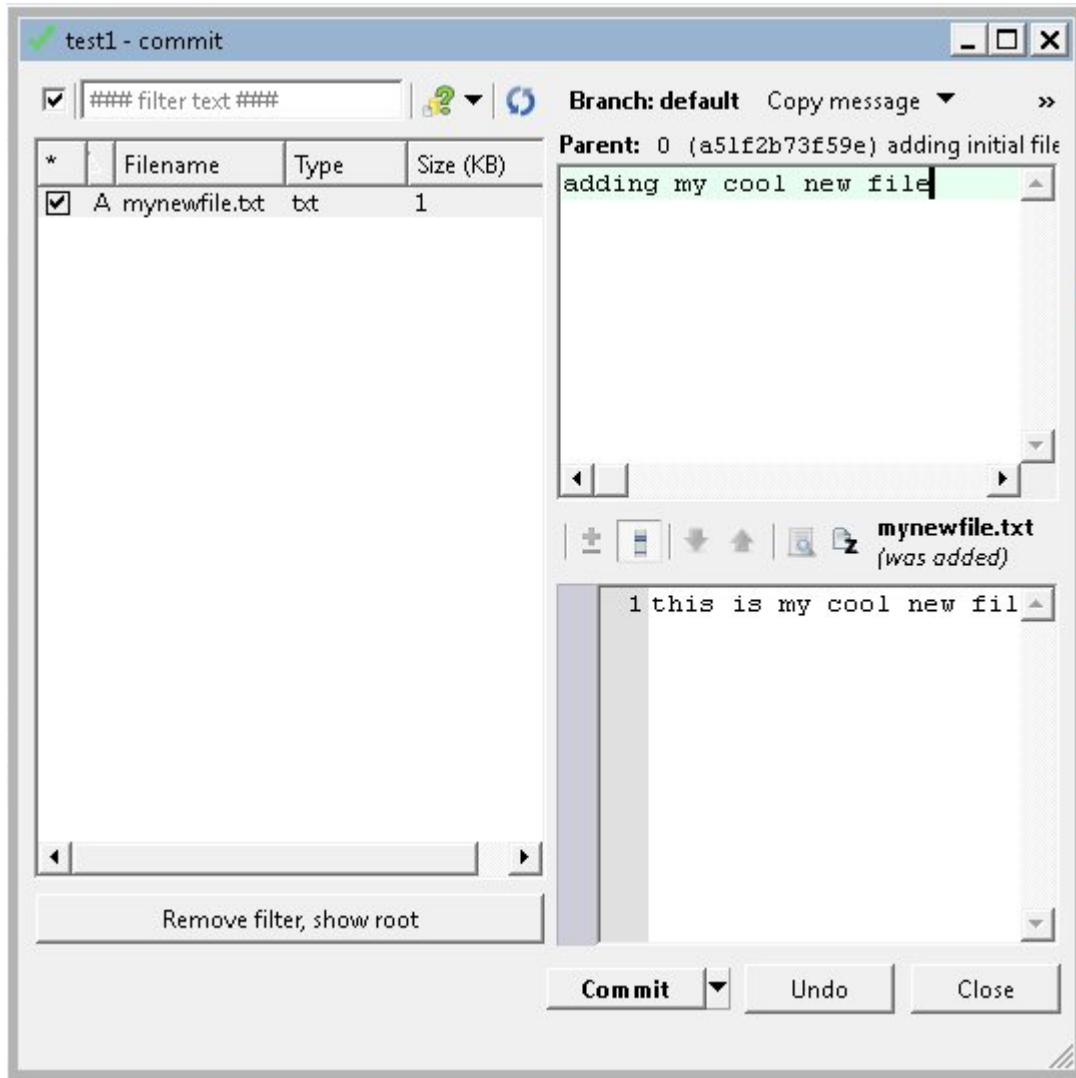 test1 - commit
### filter text ###
Branch: default Copy message »
Parent: 0 (a51f2b73f59e) adding initial file
* Filename Type Size (KB)
A mynewfile.txt txt 1
adding my cool new file
mynewfile.txt
(was added)
1 this is my cool new fil
Remove filter, show root
Commit Undo Close